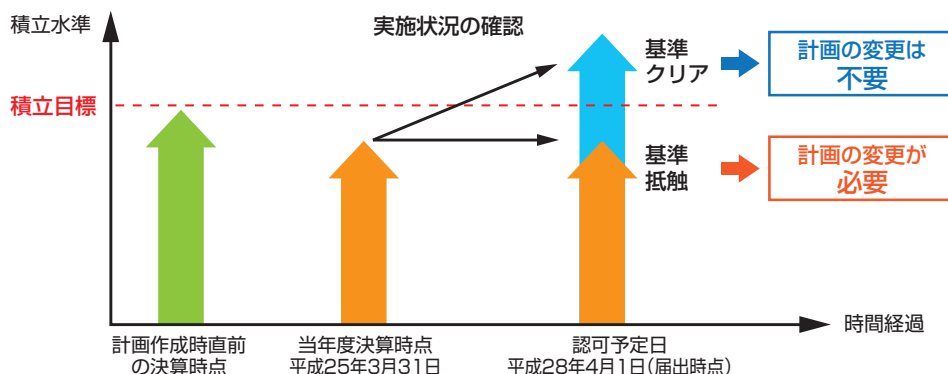 積立水準
実施状況の確認
基準
クリア
計画の変更は
不要
積立目標
基準
抵触
計画の変更が
必要
時間経過
計画作成時直前
の決算時点
当年度決算時点
平成25年3月31日
認可予定日
平成28年4月1日(届出時点)